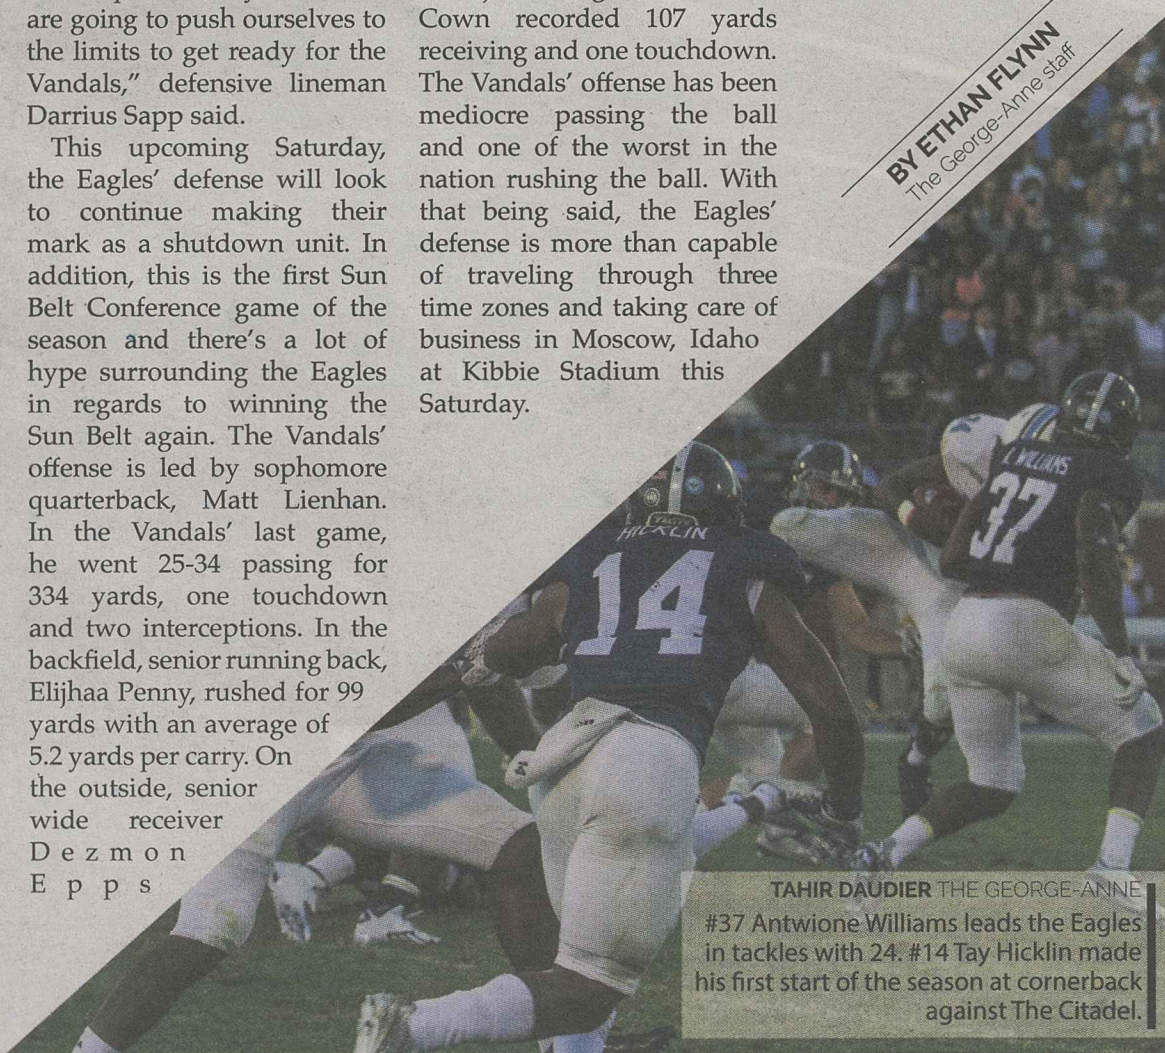 are going to push ourselves to
the limits to get ready for the
Vandals,” defensive lineman
Darrius Sapp said.
This upcoming Saturday,
the Eagles’ defense will look
to continue making their
mark as a shutdown unit. In
addition, this is the first Sun
Belt Conference game of the
season and there’s a lot of
hype surrounding the Eagles
in regards to winning the
Sun Belt again. The Vandals’
offense is led by sophomore
quarterback, Matt Lienhan.
In the Vandals’ last game,
he went 25-34 passing for
334 yards, one touchdown
and two interceptions. In the
backfield, senior running back,
Elijhaa Penny, rushed for 99
yards with an average of
5.2 yards per carry. On
the outside, senior
wide receiver
Dezmon
Epps
Cown recorded 107 yards
receiving and one touchdown.
The Vandals’ offense has been
mediocre passing the ball
and one of the worst in the
nation rushing the ball. With
that being said, the Eagles’
defense is more than capable
of traveling through three
time zones and taking care of
business in Moscow, Idaho
at Kibbie Stadium this
Saturday.
BY ETHAN FLYNN
The George-Anne staff
HICKLIN
14
WILLIAMS
37
TAHIR DAUDIER THE GEORGE-ANNE
#37 Antwione Williams leads the Eagles
in tackles with 24. #14 Tay Hicklin made
his first start of the season at cornerback
against The Citadel.